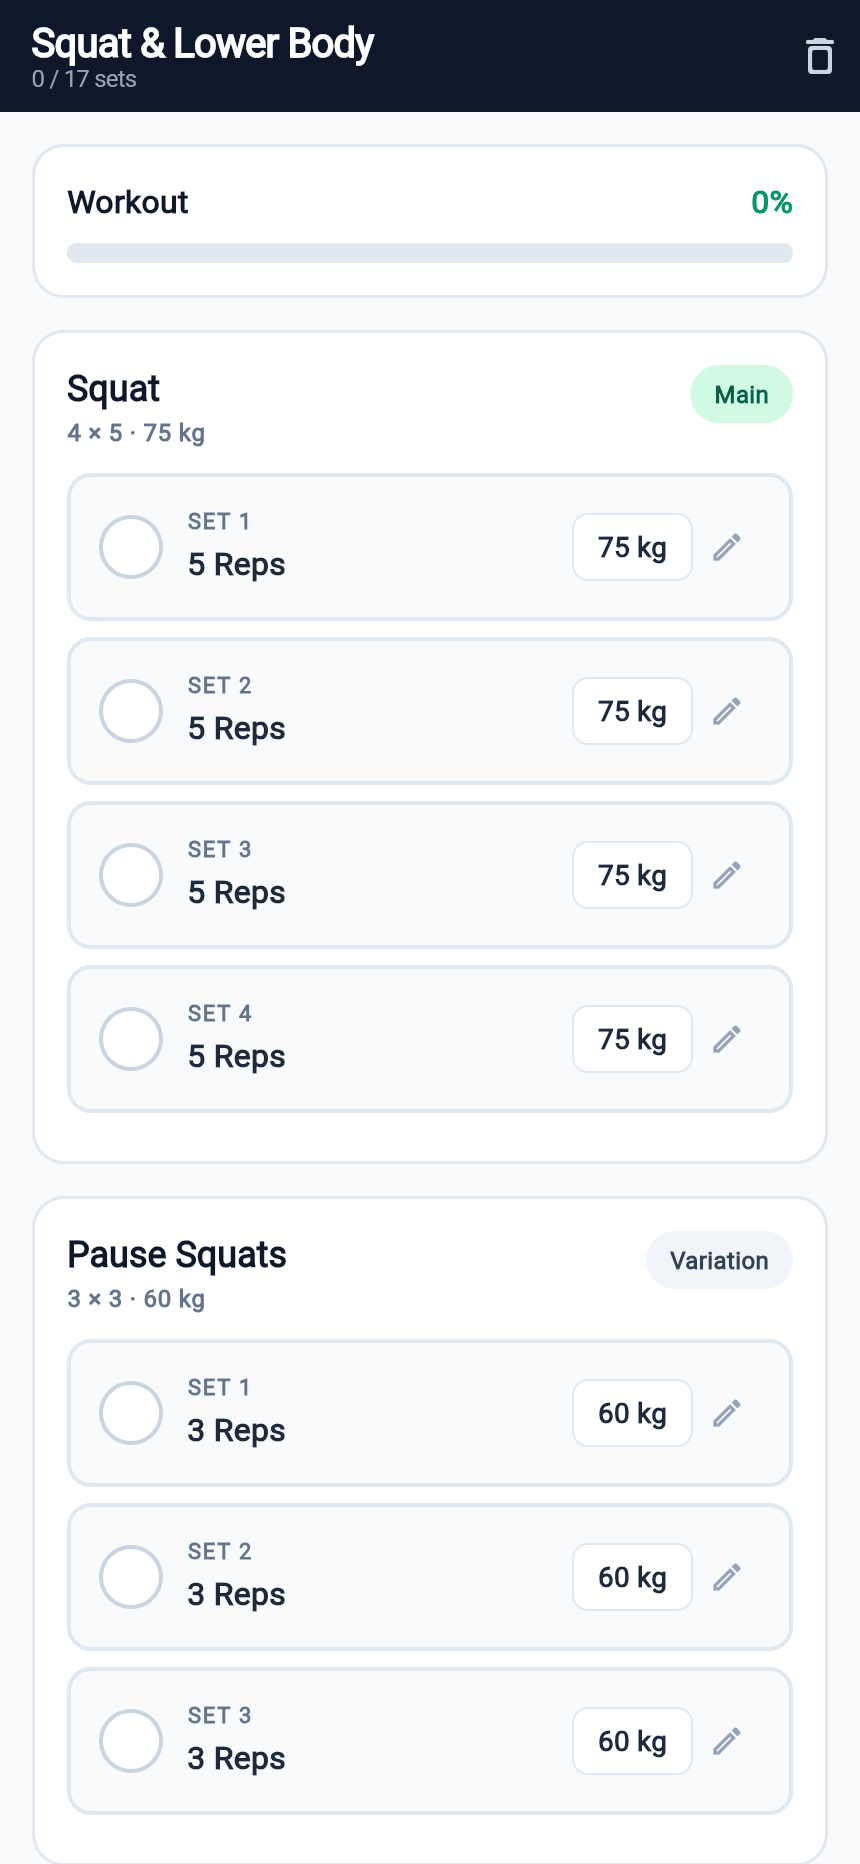 Squat & Lower Body
0 / 17 sets
Workout
0%
Squat
Main
4 × 5 · 75 kg
SET 1
5 Reps
75 kg
SET 2
5 Reps
75 kg
SET 3
5 Reps
75 kg
SET 4
5 Reps
75 kg
Pause Squats
Variation
3 × 3 · 60 kg
SET 1
3 Reps
60 kg
SET 2
3 Reps
60 kg
SET 3
3 Reps
60 kg